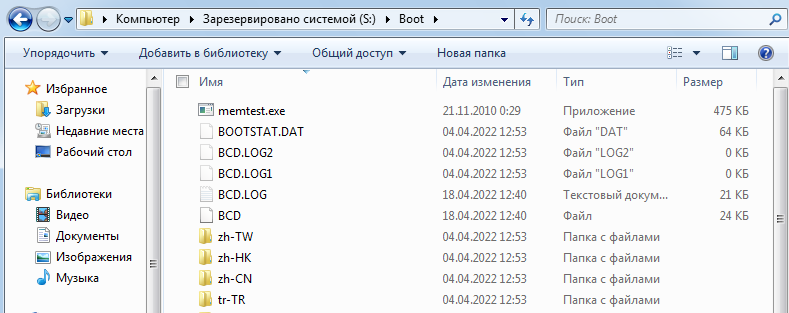 Компьютер Зарезервировано системой (S:) Boot Поиск: Boot
Упорядочить Добавить в библиотеку Общий доступ Новая папка
Избранное
Загрузки
Недавние места
Рабочий стол
Библиотеки
Видео
Документы
Изображения
Музыка
Имя Дата изменения Тип Размер
memtest.exe 21.11.2010 0:29 Приложение 475 КБ
BOOTSTAT.DAT 04.04.2022 12:53 Файл "DAT" 64 КБ
BCD.LOG2 04.04.2022 12:53 Файл "LOG2" 0 КБ
BCD.LOG1 04.04.2022 12:53 Файл "LOG1" 0 КБ
BCD.LOG 18.04.2022 12:40 Текстовый докум... 21 КБ
BCD 18.04.2022 12:40 Файл 24 КБ
zh-TW 04.04.2022 12:53 Папка с файлами
zh-HK 04.04.2022 12:53 Папка с файлами
zh-CN 04.04.2022 12:53 Папка с файлами
tr-TR 04.04.2022 12:53 Папка с файлами